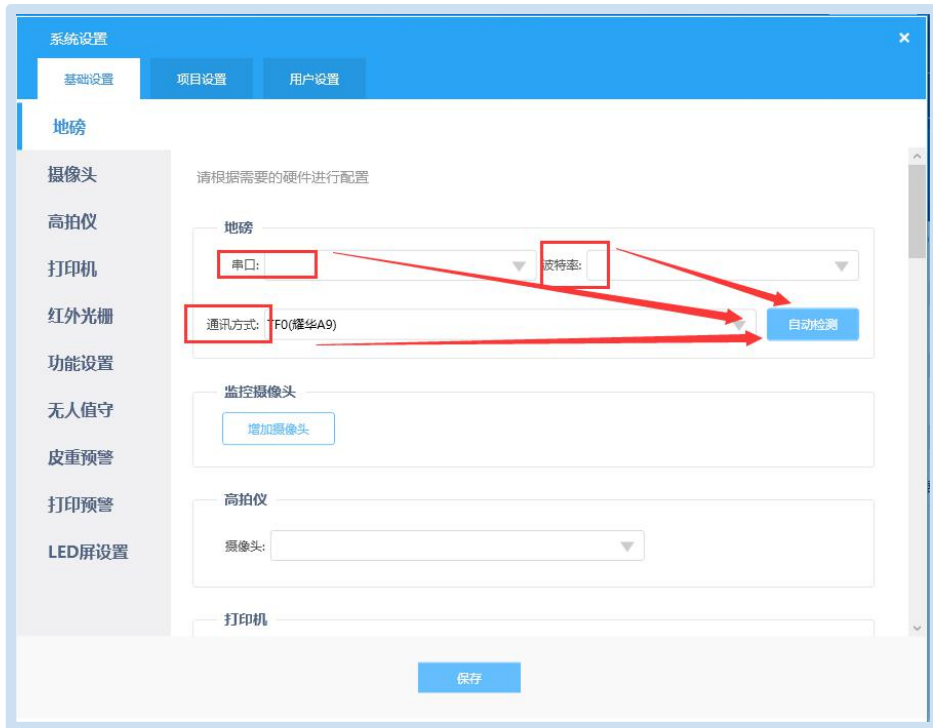 系统设置
基础设置 项目设置 用户设置
地磅
摄像头
高拍仪
打印机
红外光栅
功能设置
无人值守
皮重预警
打印预警
LED屏设置
请根据需要的硬件进行配置
地磅
串口: 波特率:
通讯方式: TF0(耀华A9) 自动检测
监控摄像头
增加摄像头
高拍仪
摄像头:
打印机
保存